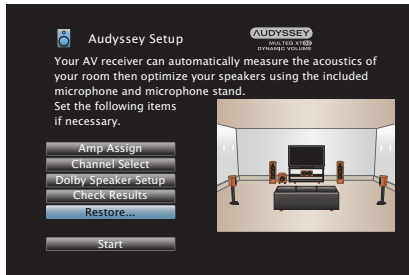 Audyssey Setup
AUDYSSEY
MULTEQ XT32
DYNAMIC VOLUME
Your AV receiver can automatically measure the acoustics of
your room then optimize your speakers using the included
microphone and microphone stand.
Set the following items
if necessary.
Amp Assign
Channel Select
Dolby Speaker Setup
Check Results
Restore...
Start